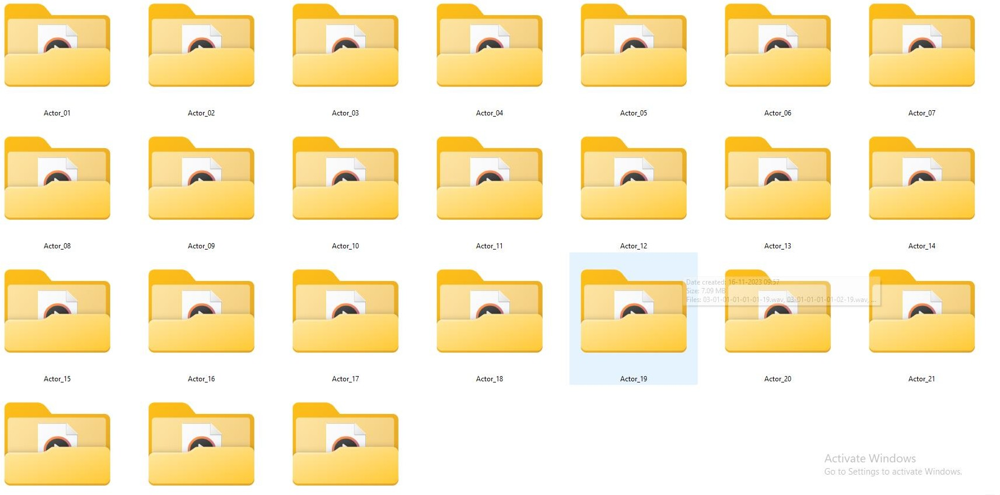 Actor_01
Actor_02
Actor_03
Actor_04
Actor_05
Actor_06
Actor_07
Actor_08
Actor_09
Actor_10
Actor_11
Actor_12
Actor_13
Actor_14
Date created: 16-11-2023 09:57
Size: 7.09 MB
Files: 03-01-01-01-01-01-19.wav, 03-01-01-01-01-02-19.wav, ...
Actor_15
Actor_16
Actor_17
Actor_18
Actor_19
Actor_20
Actor_21
Activate Windows
Go to Settings to activate Windows.